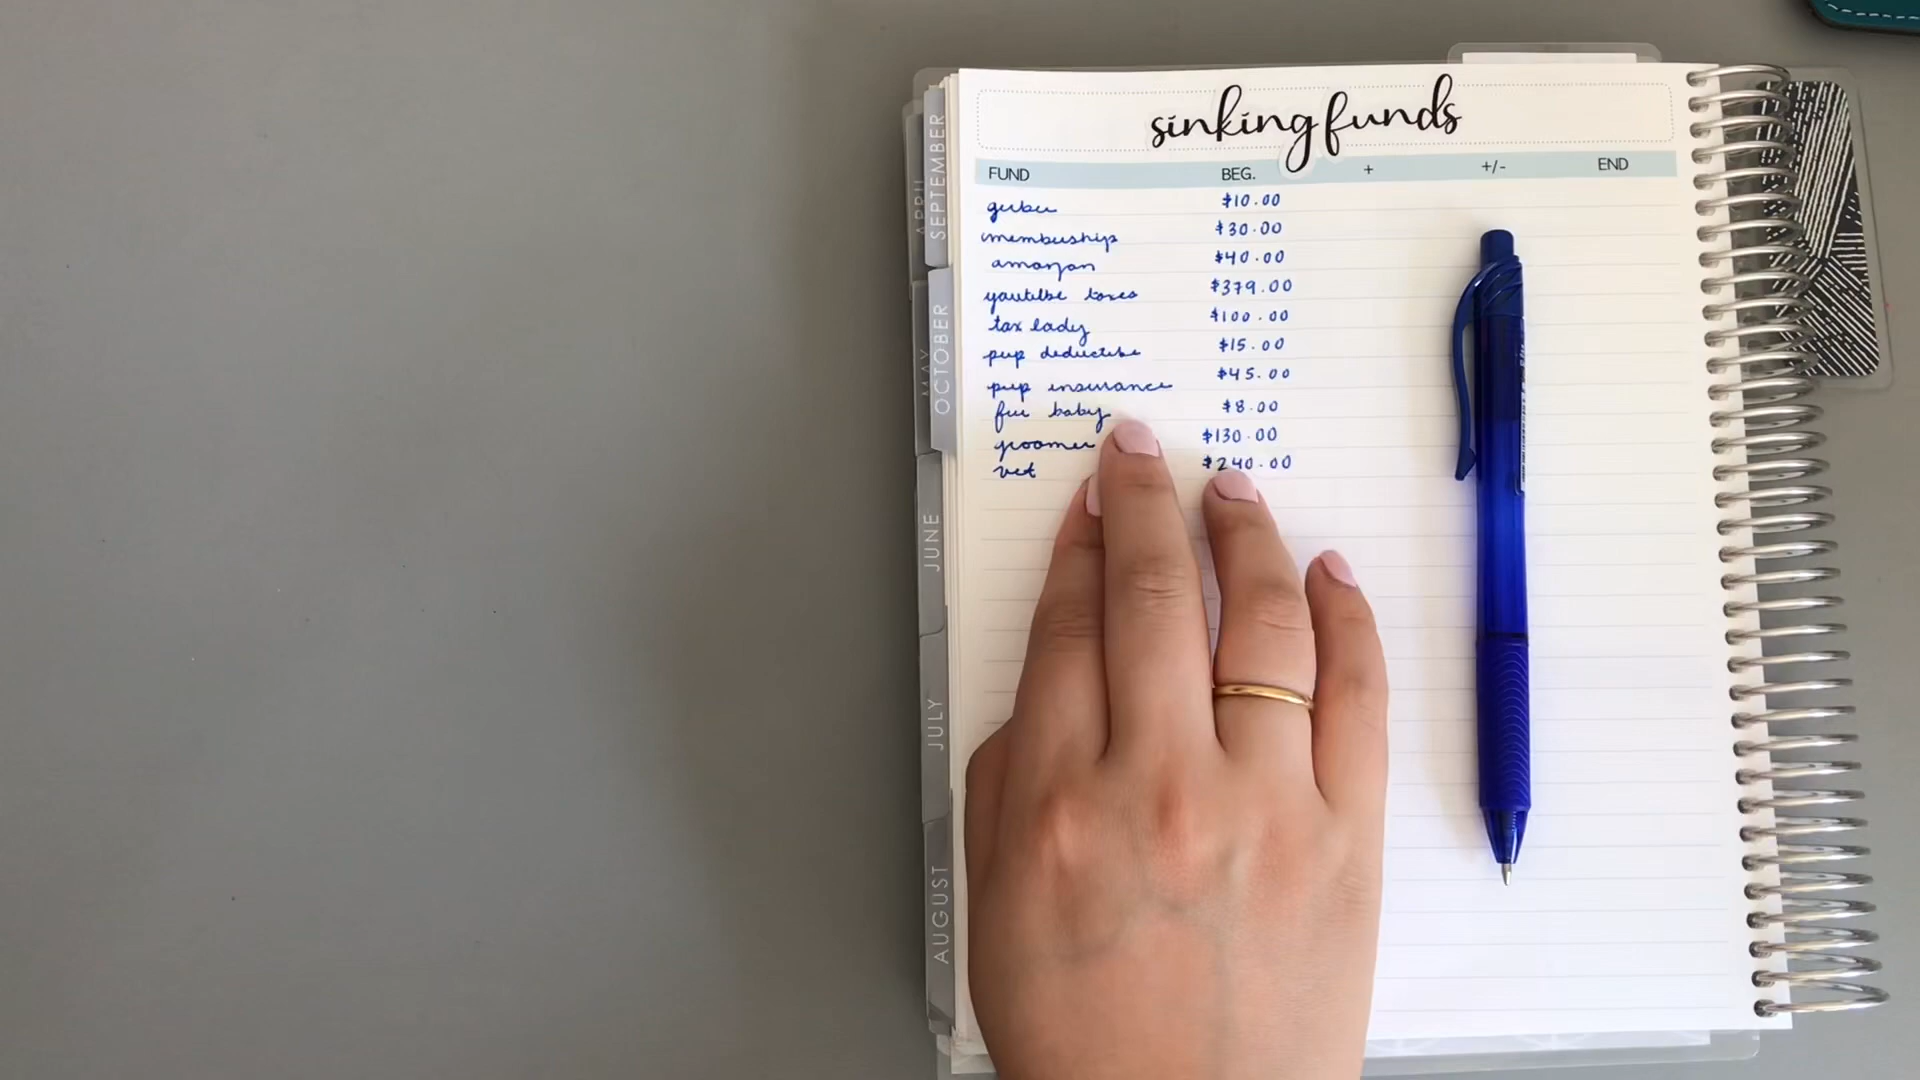 sinking funds
FUND BEG. + +/- END
$10.00
membership $30.00
amazon $40.00
youtube taxes $379.00
tax lady $100.00
pup deductible $15.00
pup insurance $45.00
fur baby $8.00
groomer $130.00
vet $240.00
APRIL
SEPTEMBER
MAY
OCTOBER
JUNE
JULY
AUGUST